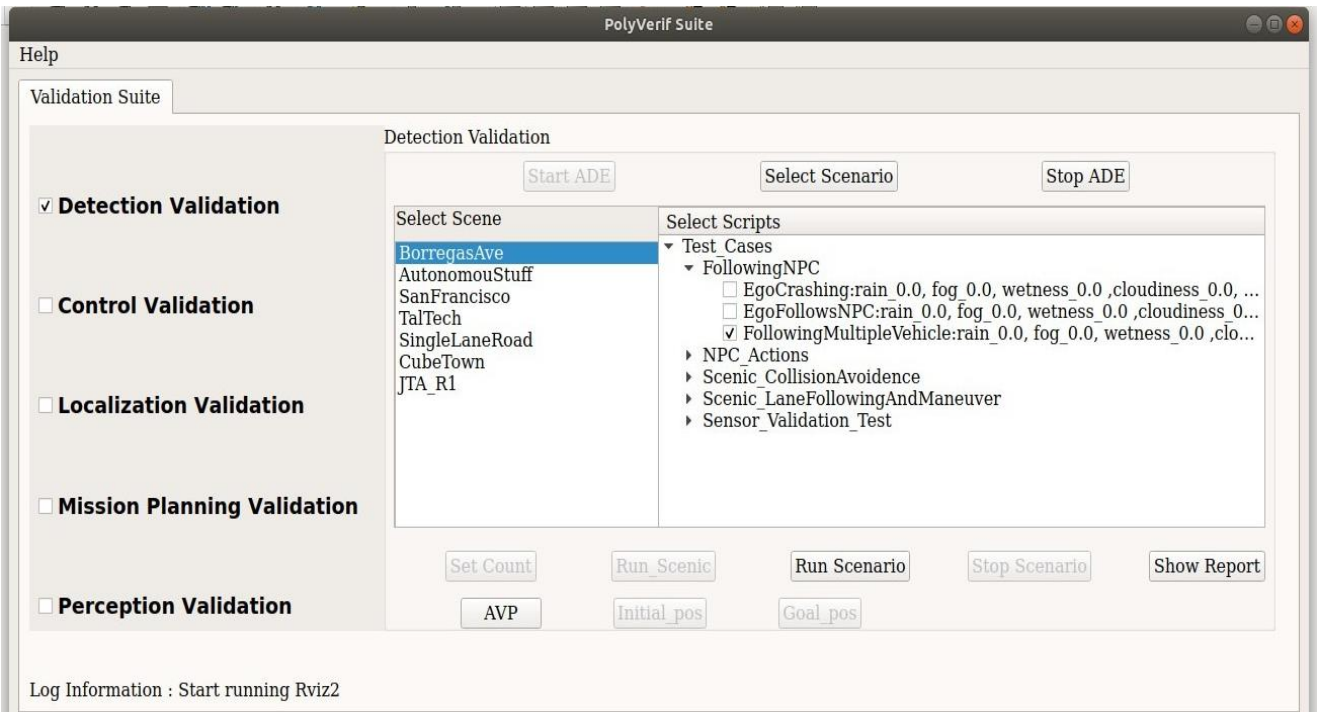 PolyVerif Suite
Help
Validation Suite
Detection Validation
Start ADE
Select Scenario
Stop ADE
Detection Validation
Control Validation
Localization Validation
Mission Planning Validation
Perception Validation
Select Scene
BorregasAve
AutonomouStuff
SanFrancisco
TalTech
SingleLaneRoad
CubeTown
JTA_R1
Select Scripts
Test_Cases
FollowingNPC
EgoCrashing:rain_0.0, fog_0.0, wetness_0.0 ,cloudiness_0.0, ...
EgoFollowsNPC:rain_0.0, fog_0.0, wetness_0.0 ,cloudiness_0...
FollowingMultipleVehicle:rain_0.0, fog_0.0, wetness_0.0 ,clo...
NPC_Actions
Scenic_CollisionAvoidence
Scenic_LaneFollowingAndManeuver
Sensor_Validation_Test
Set Count
Run_Scenic
Run Scenario
Stop Scenario
Show Report
AVP
Initial_pos
Goal_pos
Log Information : Start running Rviz2